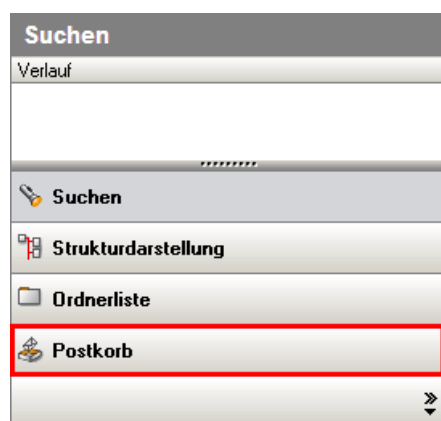 Suchen
Verlauf
Suchen
Strukturdarstellung
Ordnerliste
Postkorb